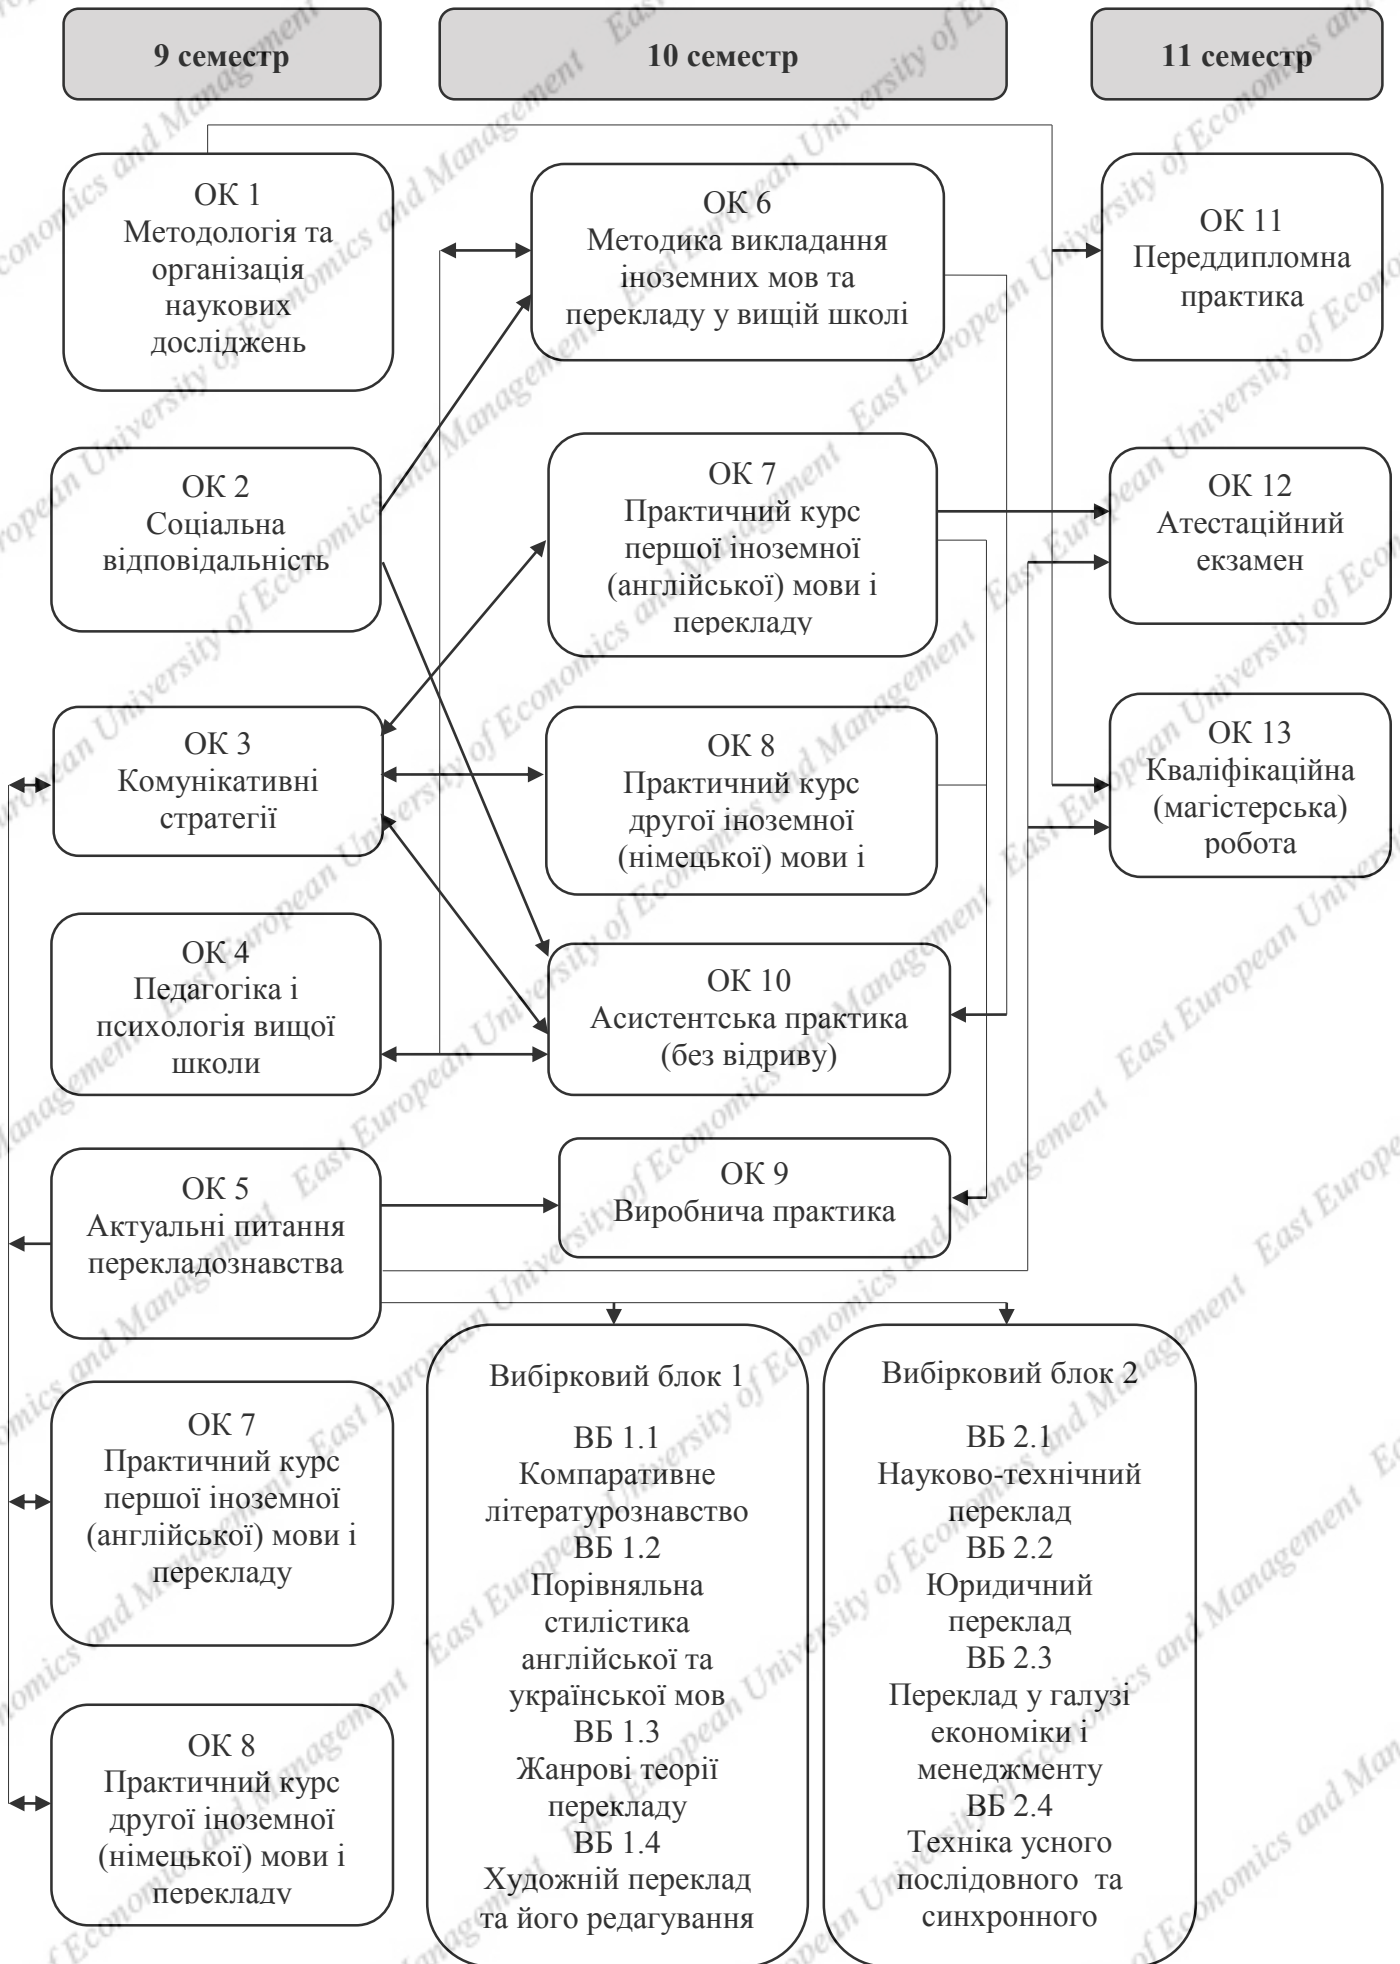 9 семестр
10 семестр
11 семестр
ОК 1
Методологія та
організація
наукових
досліджень
ОК 2
Соціальна
відповідальність
ОК 3
Комунікативні
стратегії
ОК 4
Педагогіка і
психологія вищої
школи
ОК 5
Актуальні питання
перекладознавства
ОК 7
Практичний курс
першої іноземної
(англійської) мови і
перекладу
ОК 8
Практичний курс
другої іноземної
(німецької) мови і
перекладу
ОК 6
Методика викладання
іноземних мов та
перекладу у вищій школі
ОК 7
Практичний курс
першої іноземної
(англійської) мови і
перекладу
ОК 8
Практичний курс
другої іноземної
(німецької) мови і
ОК 10
Асистентська практика
(без відриву)
ОК 9
Виробнича практика
Вибірковий блок 1
ВБ 1.1
Компаративне
літературознавство
ВБ 1.2
Порівняльна
стилістика
англійської та
української мов
ВБ 1.3
Жанрові теорії
перекладу
ВБ 1.4
Художній переклад
та його редагування
Вибірковий блок 2
ВБ 2.1
Науково-технічний
переклад
ВБ 2.2
Юридичний
переклад
ВБ 2.3
Переклад у галузі
економіки і
менеджменту
ВБ 2.4
Техніка усного
послідовного та
синхронного
ОК 11
Переддипломна
практика
ОК 12
Атестаційний
екзамен
ОК 13
Кваліфікаційна
(магістерська)
робота
East European University of Economics and Management